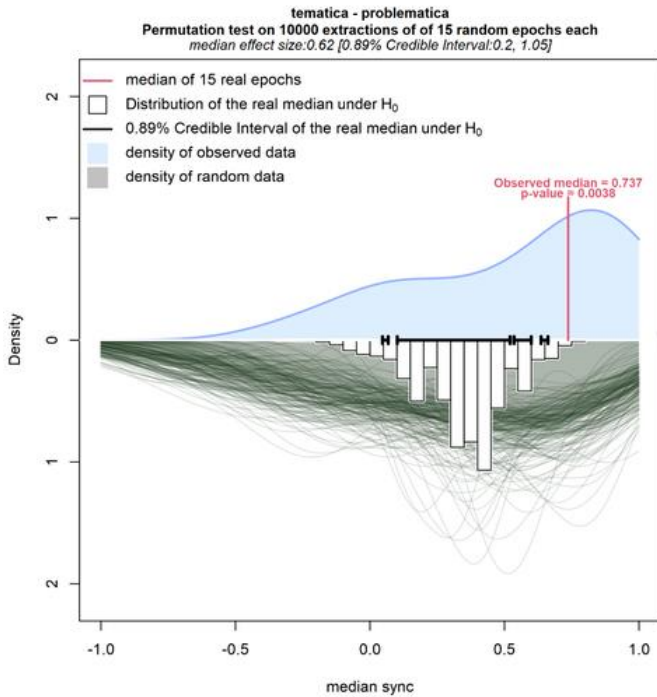 tematica - problematica
Permutation test on 10000 extractions of of 15 random epochs each
median effect size:0.62 [0.89% Credible Interval:0.2, 1.05]
median of 15 real epochs
Distribution of the real median under H₀
0.89% Credible Interval of the real median under H₀
density of observed data
density of random data
Observed median = 0.737
p-value = 0.0038
Density
2
1
0
1
2
-1.0 -0.5 0.0 0.5 1.0
median sync